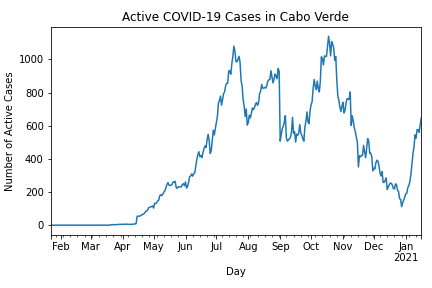 Active COVID-19 Cases in Cabo Verde
Number of Active Cases
1000
800
600
400
200
0
Feb Mar Apr May Jun Jul Aug Sep Oct Nov Dec Jan
2021
Day